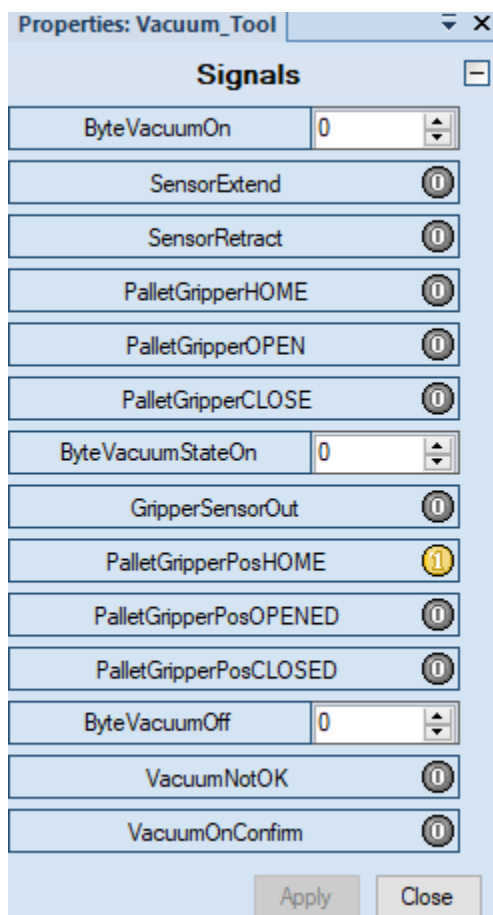 Properties: Vacuum_Tool
Signals
ByteVacuumOn 0
SensorExtend 0
SensorRetract 0
PalletGripperHOME 0
PalletGripperOPEN 0
PalletGripperCLOSE 0
ByteVacuumStateOn 0
GripperSensorOut 0
PalletGripperPosHOME 1
PalletGripperPosOPENED 0
PalletGripperPosCLOSED 0
ByteVacuumOff 0
VacuumNotOK 0
VacuumOnConfirm 0
Apply Close